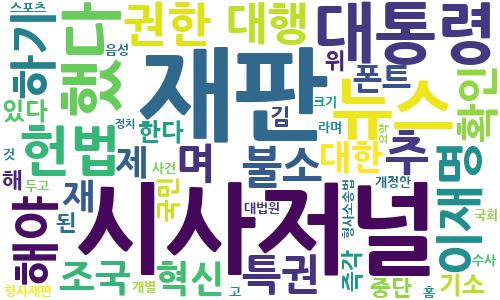 스포츠
하기
했다
음성
권한
대행
위
대통령
있다
것
정치
한다
사건
김
재판
폰트
크기
라며
뉴스
요약
확인
헌법
제
며
불소
대한
추
이재명
해
두고
재
된
국민
대법원
형사소송법
개정안
국회
해야
시사저널
즉각
조국
혁신
특권
중단
홈
기소
수사
형사재판
개별
고